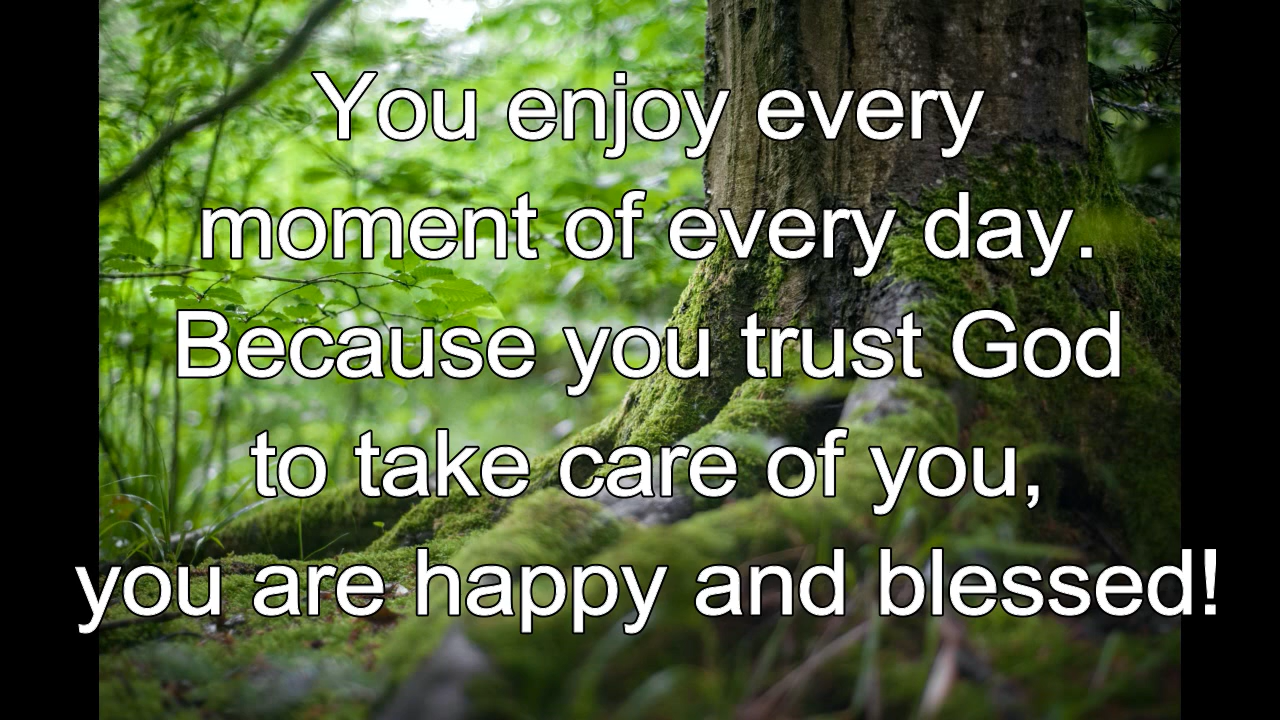 You enjoy every
moment of every day.
Because you trust God
to take care of you,
you are happy and blessed!